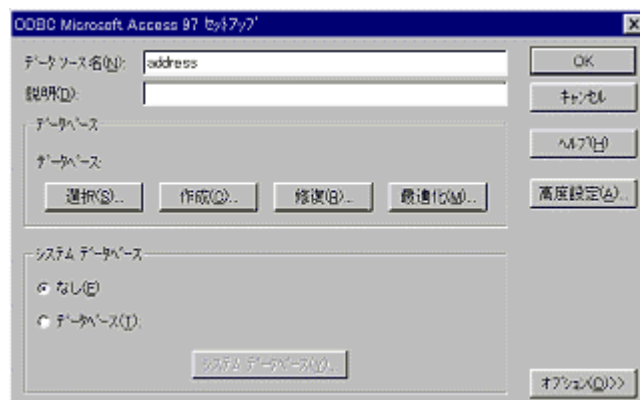 ODBC Microsoft Access 97 ｾｯﾄｱｯﾌﾟ
ﾃﾞｰﾀ ｿｰｽ名(N): address
説明(D):
ﾃﾞｰﾀﾍﾞｰｽ
ﾃﾞｰﾀﾍﾞｰｽ:
選択(S)... 作成(C)... 修復(R)... 最適化(M)...
ｼｽﾃﾑ ﾃﾞｰﾀﾍﾞｰｽ
なし(E)
ﾃﾞｰﾀﾍﾞｰｽ(T):
ｼｽﾃﾑ ﾃﾞｰﾀﾍﾞｰｽ(Y)...
OK
ｷｬﾝｾﾙ
ﾍﾙﾌﾟ(H)
高度設定(A)...
ｵﾌﾟｼｮﾝ(O)>>